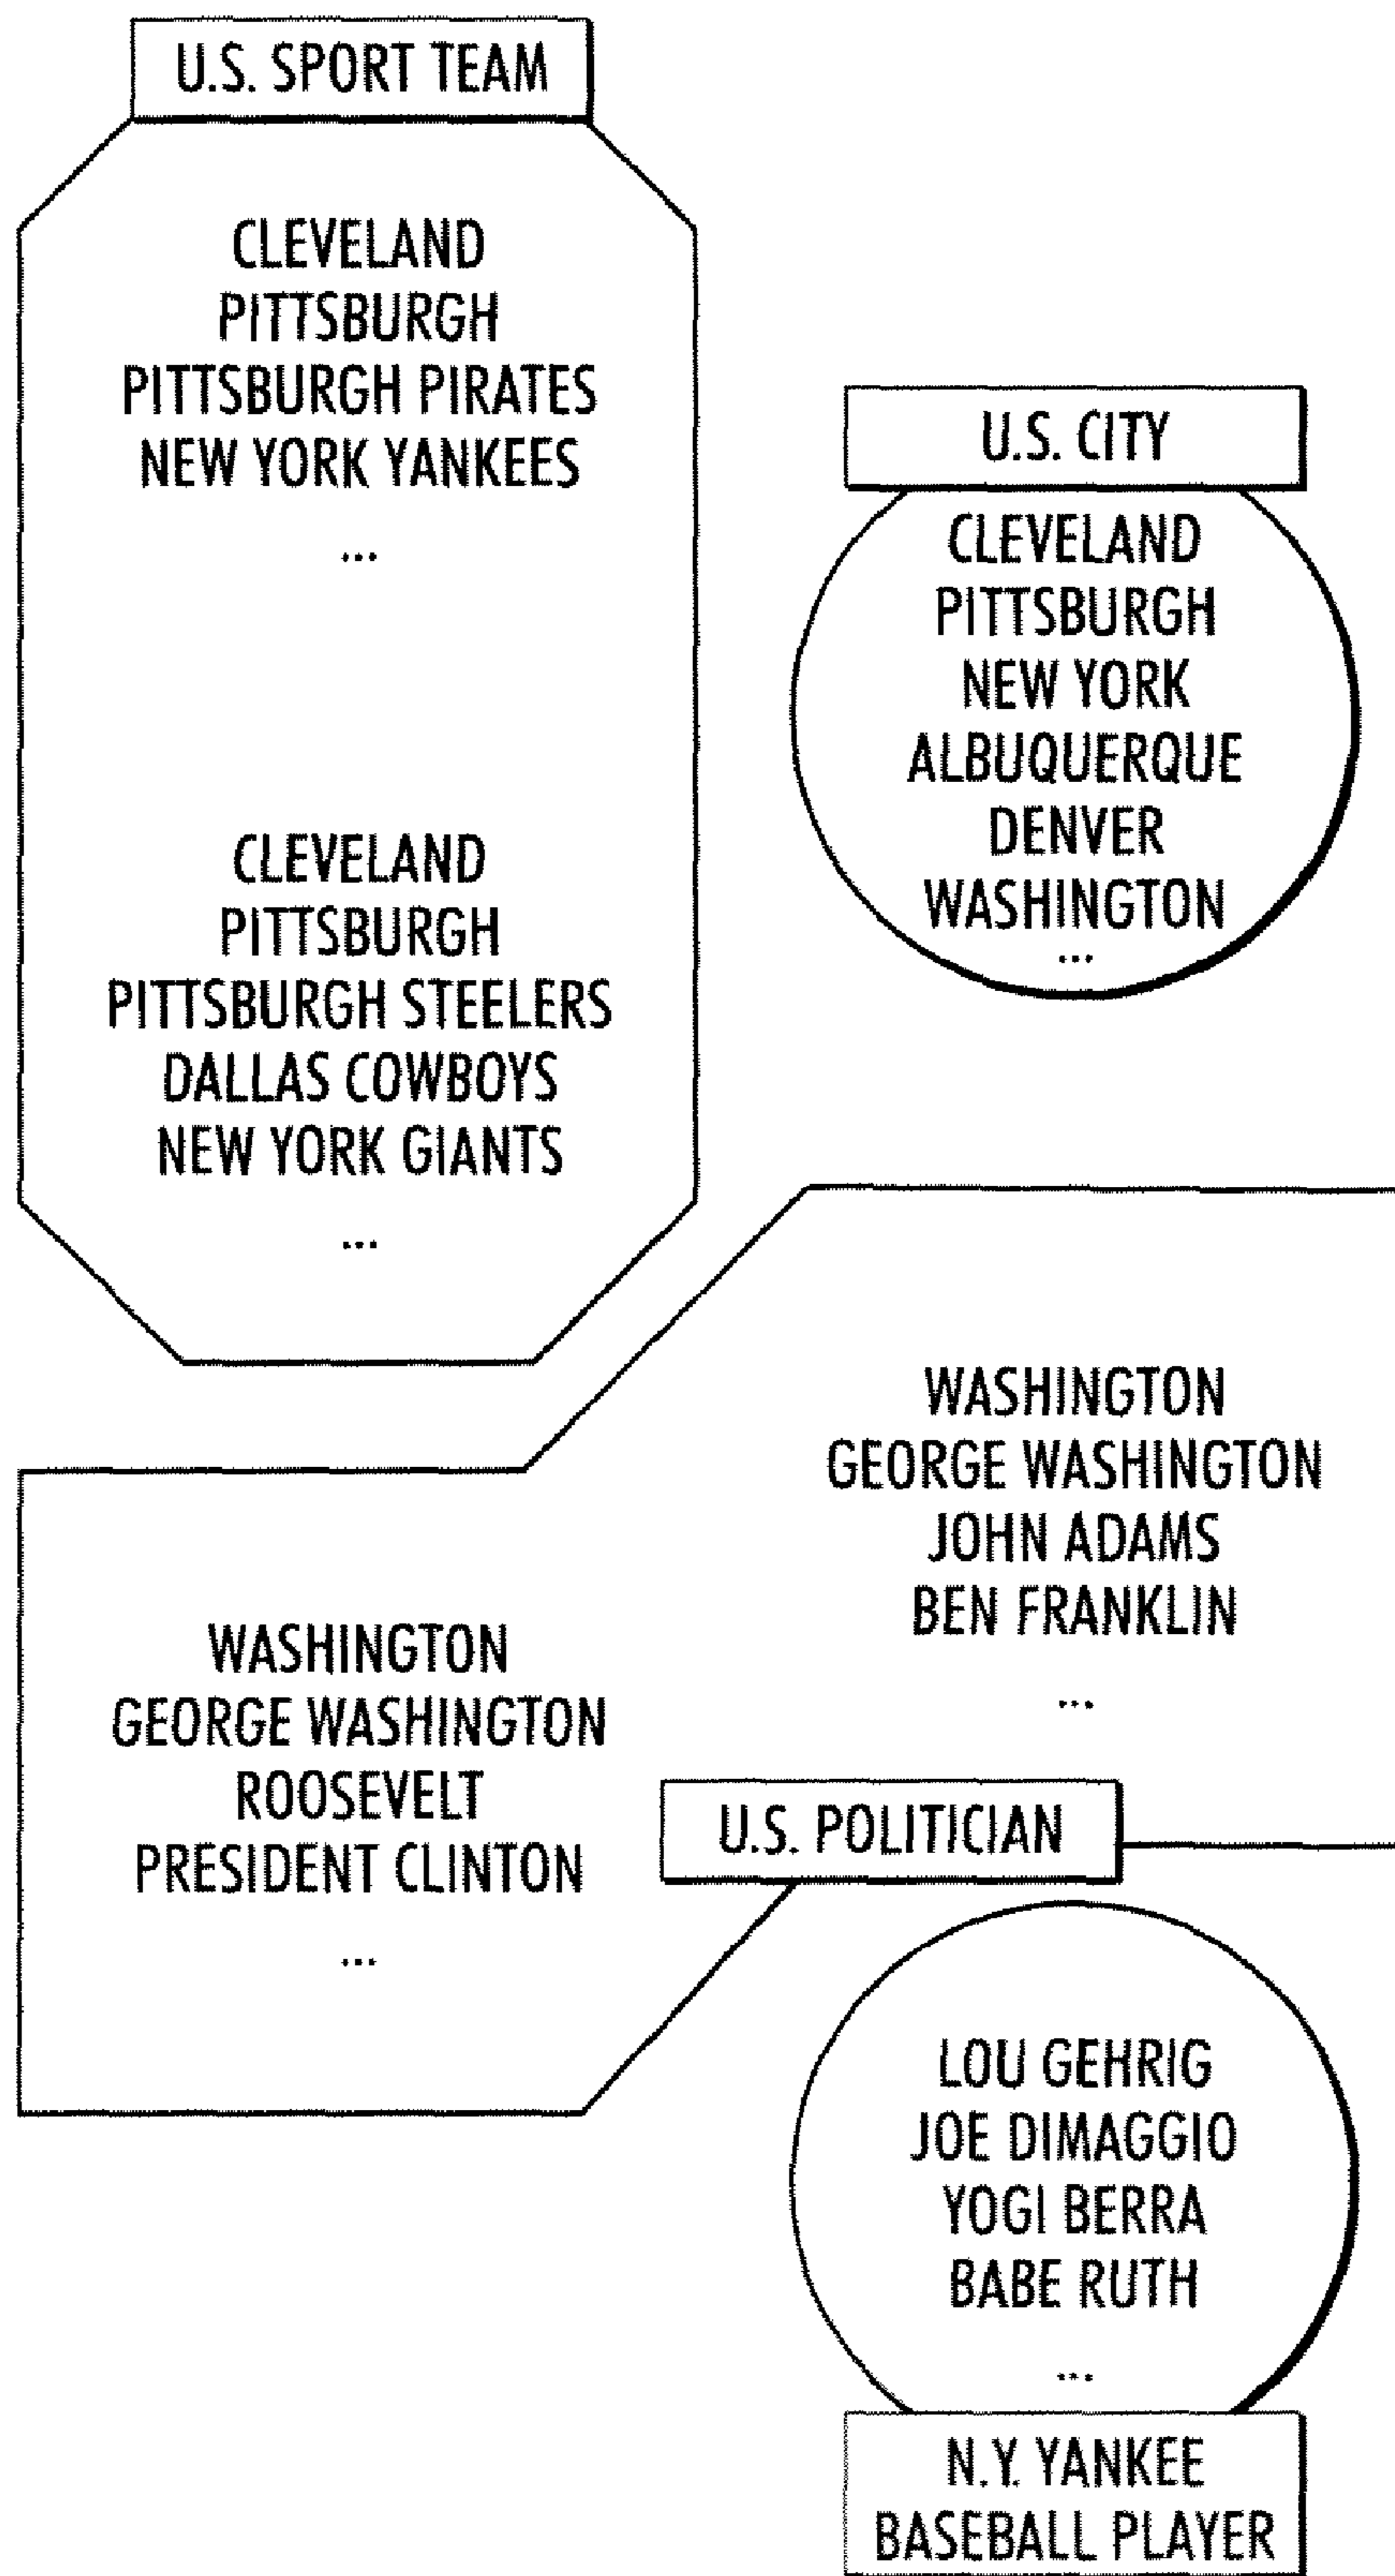 U.S. SPORT TEAM
CLEVELAND
PITTSBURGH
PITTSBURGH PIRATES
NEW YORK YANKEES
...
CLEVELAND
PITTSBURGH
PITTSBURGH STEELERS
DALLAS COWBOYS
NEW YORK GIANTS
...
U.S. CITY
CLEVELAND
PITTSBURGH
NEW YORK
ALBUQUERQUE
DENVER
WASHINGTON
...
WASHINGTON
GEORGE WASHINGTON
JOHN ADAMS
BEN FRANKLIN
...
WASHINGTON
GEORGE WASHINGTON
ROOSEVELT
PRESIDENT CLINTON
...
U.S. POLITICIAN
LOU GEHRIG
JOE DIMAGGIO
YOGI BERRA
BABE RUTH
...
N.Y. YANKEE
BASEBALL PLAYER